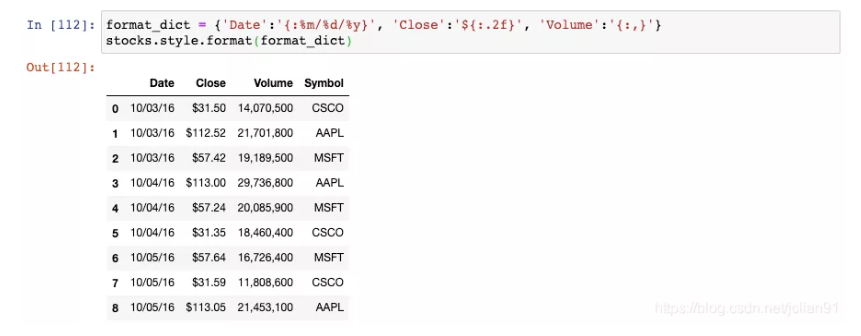 In [112]: format_dict = {'Date':'{:%m/%d/%y}', 'Close':'${:.2f}', 'Volume':'{:,}'}
stocks.style.format(format_dict)
Out[112]:
Date Close Volume Symbol
0 10/03/16 $31.50 14,070,500 CSCO
1 10/03/16 $112.52 21,701,800 AAPL
2 10/03/16 $57.42 19,189,500 MSFT
3 10/04/16 $113.00 29,736,800 AAPL
4 10/04/16 $57.24 20,085,900 MSFT
5 10/04/16 $31.35 18,460,400 CSCO
6 10/05/16 $57.64 16,726,400 MSFT
7 10/05/16 $31.59 11,808,600 CSCO
8 10/05/16 $113.05 21,453,100 AAPL
https://blog.csdn.net/jclian91